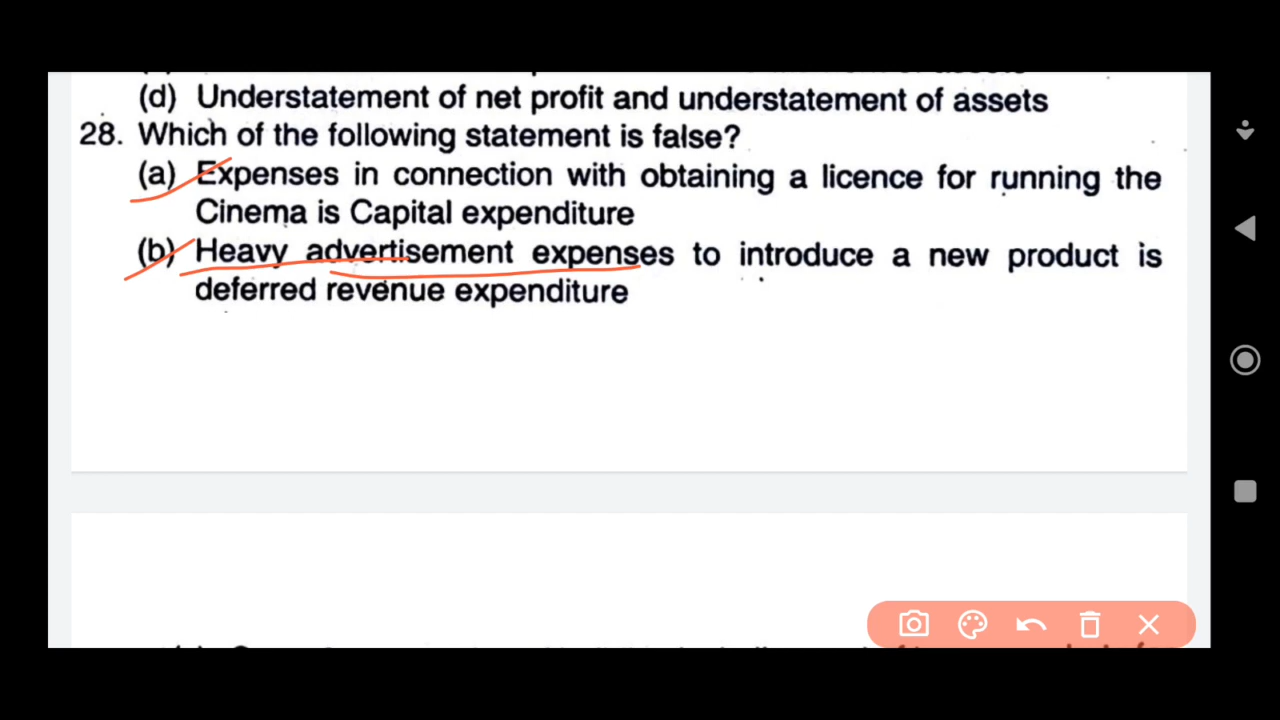 (d) Understatement of net profit and understatement of assets
28. Which of the following statement is false?
(a) Expenses in connection with obtaining a licence for running the
Cinema is Capital expenditure
(b) Heavy advertisement expenses to introduce a new product is
deferred revenue expenditure